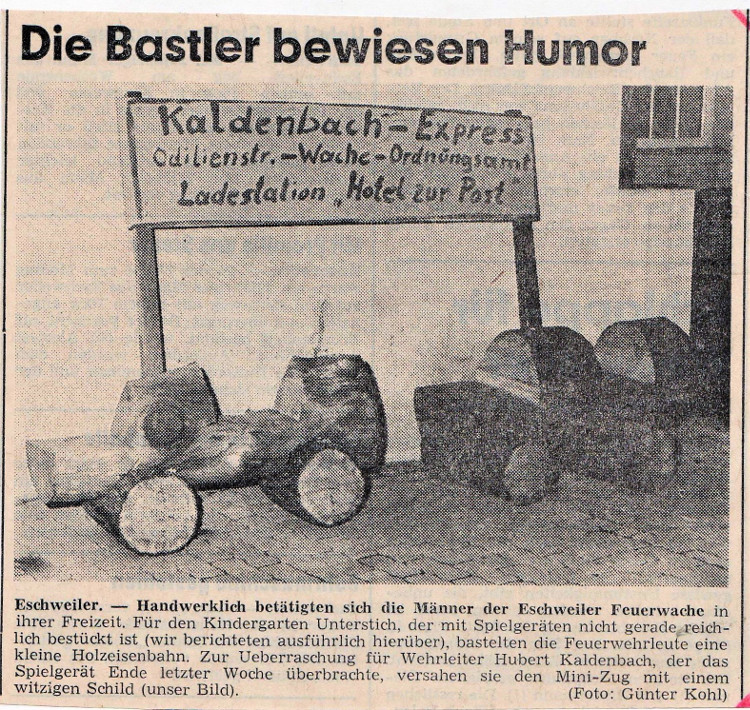 Die Bastler bewiesen Humor
Kaldenbach-Express
Odilienstr.-Wache-Ordnungsamt
Ladestation „Hotel zur Post"
Eschweiler. — Handwerklich betätigten sich die Männer der Eschweiler Feuerwache in
ihrer Freizeit. Für den Kindergarten Unterstich, der mit Spielgeräten nicht gerade reich-
lich bestückt ist (wir berichteten ausführlich hierüber), bastelten die Feuerwehrleute eine
kleine Holzeisenbahn. Zur Ueberraschung für Wehrleiter Hubert Kaldenbach, der das
Spielgerät Ende letzter Woche überbrachte, versahen sie den Mini-Zug mit einem
witzigen Schild (unser Bild). (Foto: Günter Kohl)